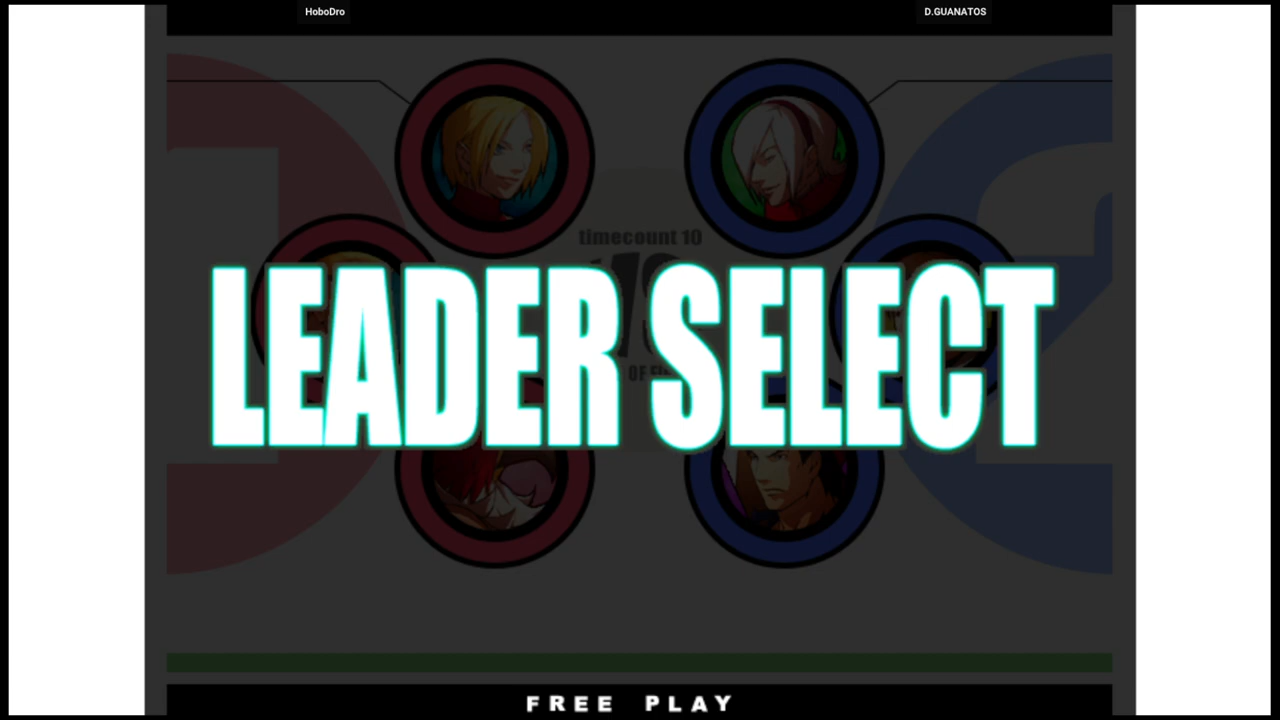 HoboDro
D.GUANATOS
timecount 10
LEADER SELECT
FREE PLAY